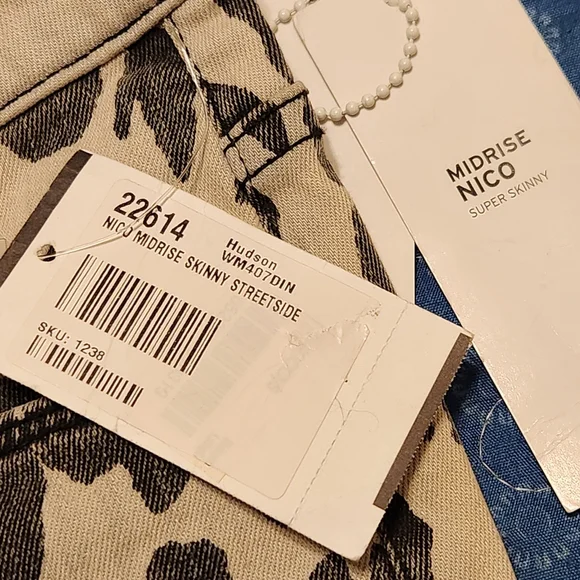 MIDRISE
NICO
SUPER SKINNY
22614
Hudson
WM407DIN
NICO MIDRISE SKINNY STREETSIDE
SKU: 1238